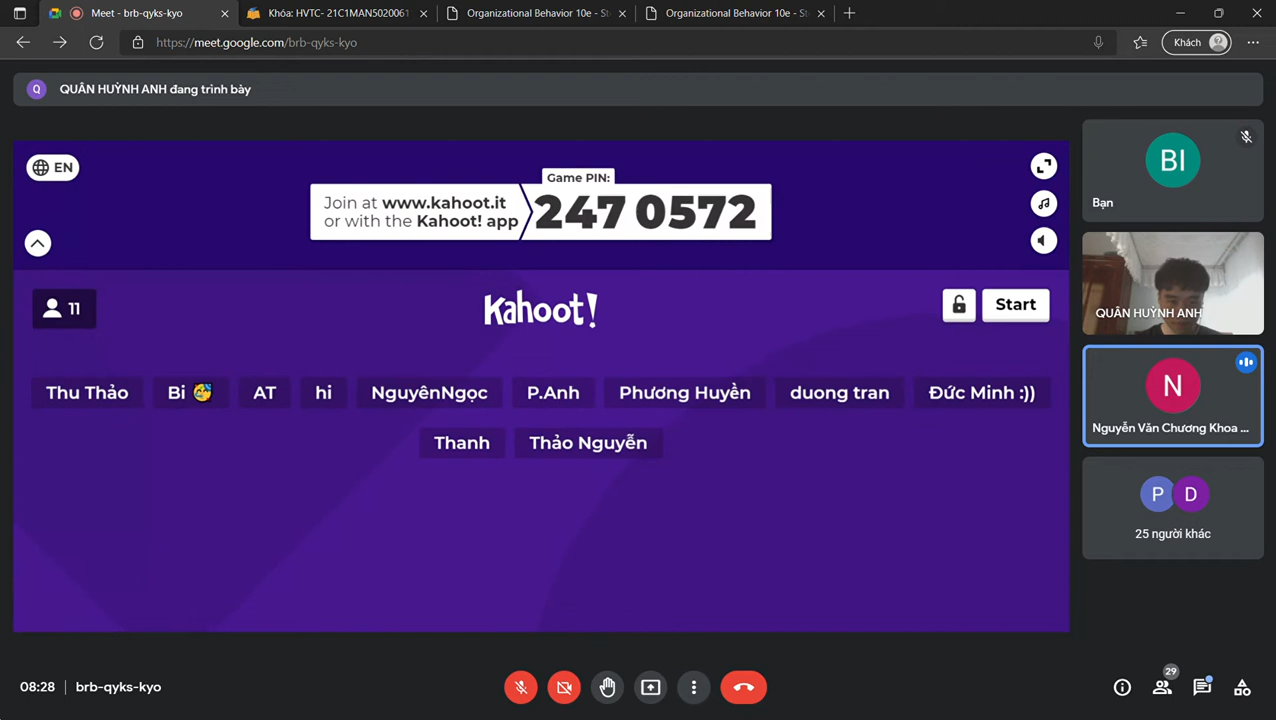 Meet - brb-qyks-kyo
Khóa: HVTC- 21C1MAN5020061
Organizational Behavior 10e - St
Organizational Behavior 10e - St
https://meet.google.com/brb-qyks-kyo
Khách
Q
QUÂN HUỲNH ANH đang trình bày
EN
Game PIN:
Join at www.kahoot.it
or with the Kahoot! app
247 0572
11
Kahoot!
Start
Thu Thảo
Bi
AT
hi
NguyênNgọc
P.Anh
Phương Huyền
duong tran
Đức Minh :))
Thanh
Thảo Nguyễn
BI
Bạn
QUÂN HUỲNH ANH
N
Nguyễn Văn Chương Khoa ...
P
D
25 người khác
08:28
brb-qyks-kyo
29